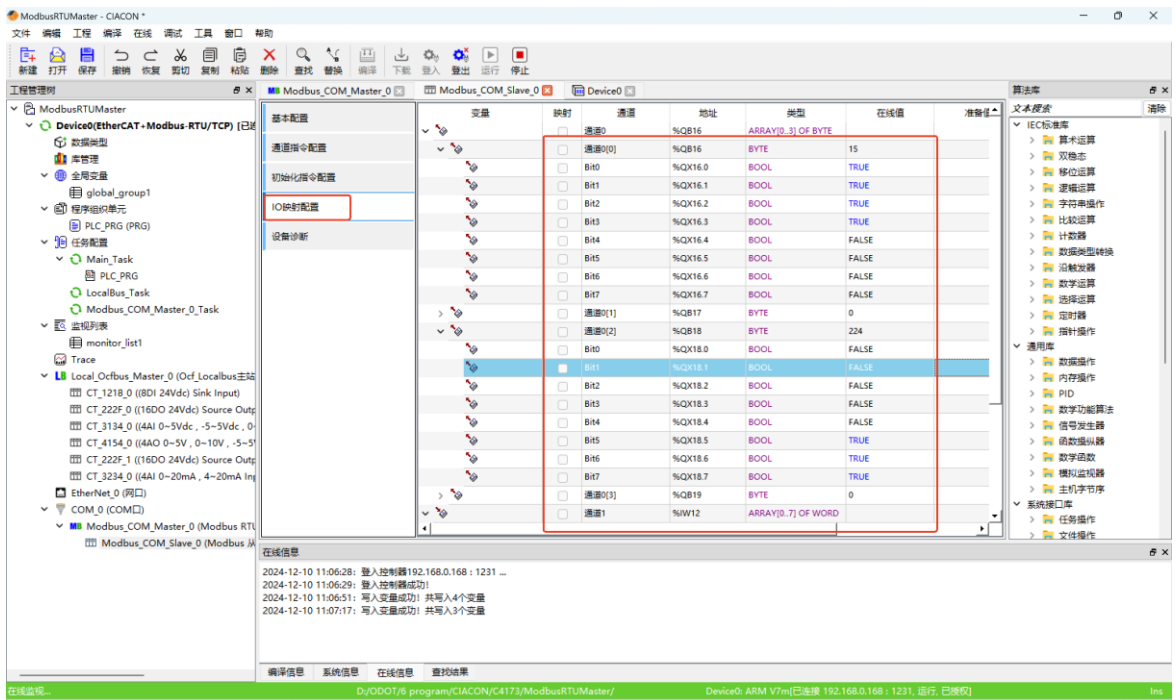 ModbusRTUMaster - CIACON *
文件 编辑 工程 编译 在线 调试 工具 窗口 帮助
新建 打开 保存 撤销 恢复 剪切 复制 粘贴 删除 查找 替换 编译 下载 登入 登出 运行 停止
工程管理树
ModbusRTUMaster
Device0(EtherCAT+Modbus-RTU/TCP) [已连
数据类型
库管理
全局变量
global_group1
程序组织单元
PLC_PRG (PRG)
任务配置
Main_Task
PLC_PRG
LocalBus_Task
Modbus_COM_Master_0_Task
监视列表
monitor_list1
Trace
Local_Ocfbus_Master_0 (Ocf_Localbus主站
CT_1218_0 ((8DI 24Vdc) Sink Input)
CT_222F_0 ((16DO 24Vdc) Source Outp
CT_3134_0 ((4AI 0~5Vdc , -5~5Vdc , 0-
CT_4154_0 ((4AO 0~5V , 0~10V , -5~5'
CT_222F_1 ((16DO 24Vdc) Source Outp
CT_3234_0 ((4AI 0~20mA , 4~20mA Inp
EtherNet_0 (网口)
COM_0 (COM口)
MB Modbus_COM_Master_0 (Modbus RTU
Modbus_COM_Slave_0 (Modbus 从
MB Modbus_COM_Master_0 Modbus_COM_Slave_0 Device0
基本配置
通道指令配置
初始化指令配置
IO映射配置
设备诊断
变量 映射 通道 地址 类型 在线值 准备值
通道0 %QB16 ARRAY[0..3] OF BYTE
通道0[0] %QB16 BYTE 15
Bit0 %QX16.0 BOOL TRUE
Bit1 %QX16.1 BOOL TRUE
Bit2 %QX16.2 BOOL TRUE
Bit3 %QX16.3 BOOL TRUE
Bit4 %QX16.4 BOOL FALSE
Bit5 %QX16.5 BOOL FALSE
Bit6 %QX16.6 BOOL FALSE
Bit7 %QX16.7 BOOL FALSE
通道0[1] %QB17 BYTE 0
通道0[2] %QB18 BYTE 224
Bit0 %QX18.0 BOOL FALSE
Bit1 %QX18.1 BOOL FALSE
Bit2 %QX18.2 BOOL FALSE
Bit3 %QX18.3 BOOL FALSE
Bit4 %QX18.4 BOOL FALSE
Bit5 %QX18.5 BOOL TRUE
Bit6 %QX18.6 BOOL TRUE
Bit7 %QX18.7 BOOL TRUE
通道0[3] %QB19 BYTE 0
通道1 %IW12 ARRAY[0..7] OF WORD
算法库
文本搜索 清除
IEC标准库
算术运算
双稳态
移位运算
逻辑运算
字符串操作
比较运算
计数器
数据类型转换
沿触发器
数学运算
选择运算
定时器
指针操作
通用库
数据操作
内存操作
PID
数学功能算法
信号发生器
函数操纵器
数学函数
模拟监视器
主机字节序
系统接口库
任务操作
文件操作
在线信息
2024-12-10 11:06:28: 登入控制器192.168.0.168 : 1231 ...
2024-12-10 11:06:29: 登入控制器成功!
2024-12-10 11:06:51: 写入变量成功! 共写入4个变量
2024-12-10 11:07:17: 写入变量成功! 共写入3个变量
编译信息 系统信息 在线信息 查找结果
在线监视... D:/ODOT/6 program/CIACON/C4173/ModbusRTUMaster/ Device0: ARM V7m[已连接 192.168.0.168 : 1231, 运行, 已授权] Ins